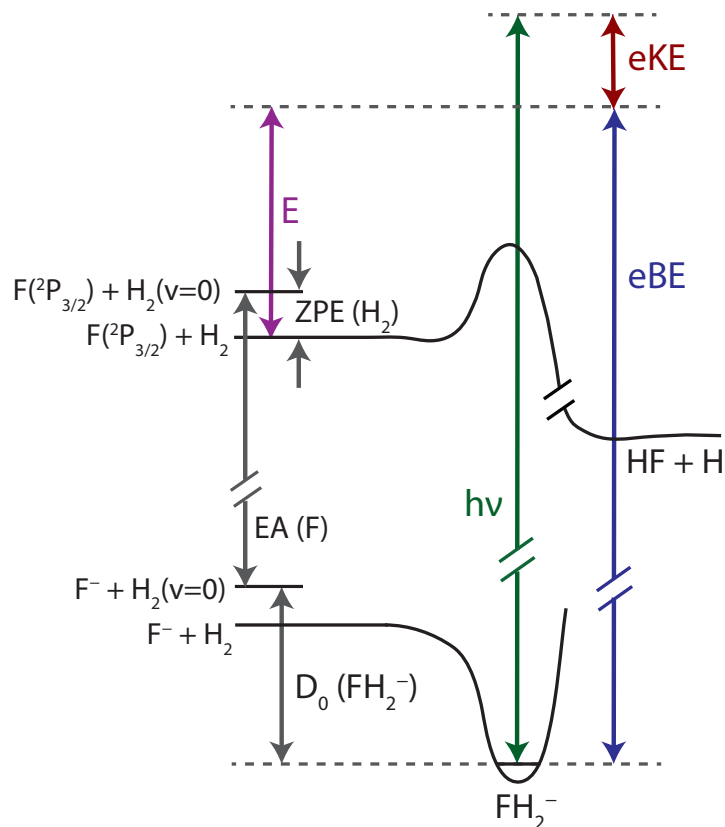 eKE
E
eBE
F(²P₃/₂) + H₂(v=0)
ZPE (H₂)
F(²P₃/₂) + H₂
HF + H
hν
EA (F)
F⁻ + H₂(v=0)
F⁻ + H₂
D₀ (FH₂⁻)
FH₂⁻